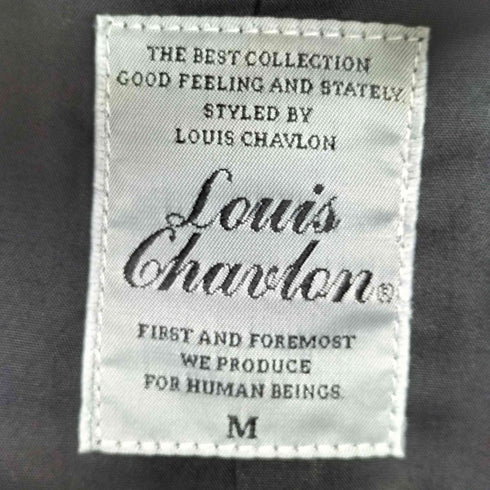 THE BEST COLLECTION
GOOD FEELING AND STATELY
STYLED BY
LOUIS CHAVLON
Louis
Chavlon®
FIRST AND FOREMOST
WE PRODUCE
FOR HUMAN BEINGS.
M